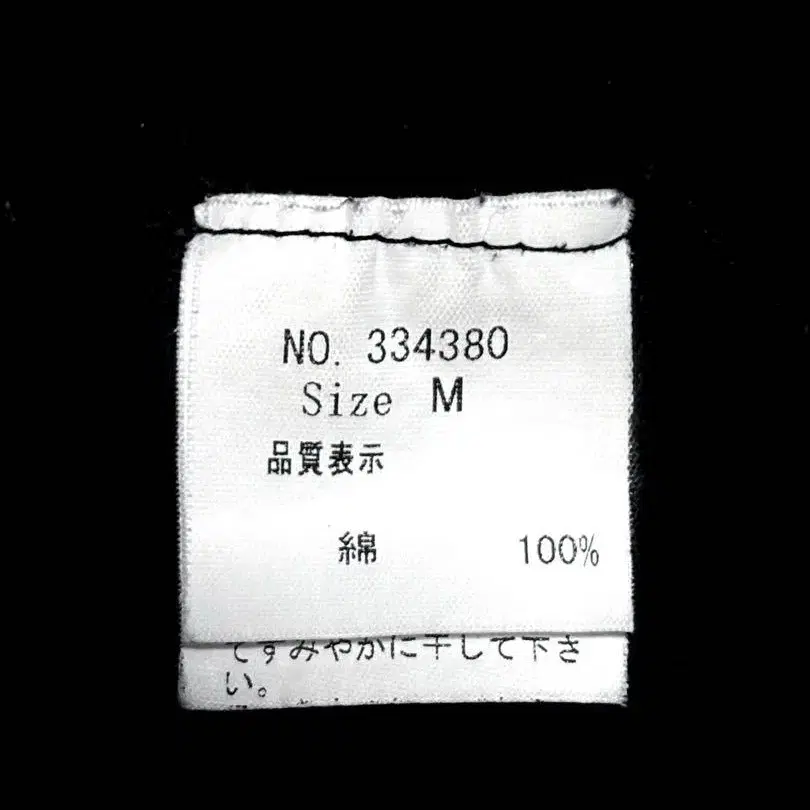 NO. 334380
Size M
品質表示
綿 100%
てすみやかに干して下さ
い。